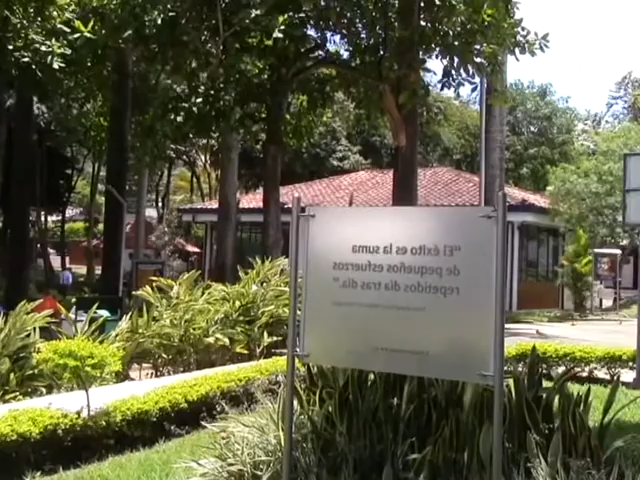 “El éxito es la suma
de pequeños esfuerzos
repetidos día tras día.”